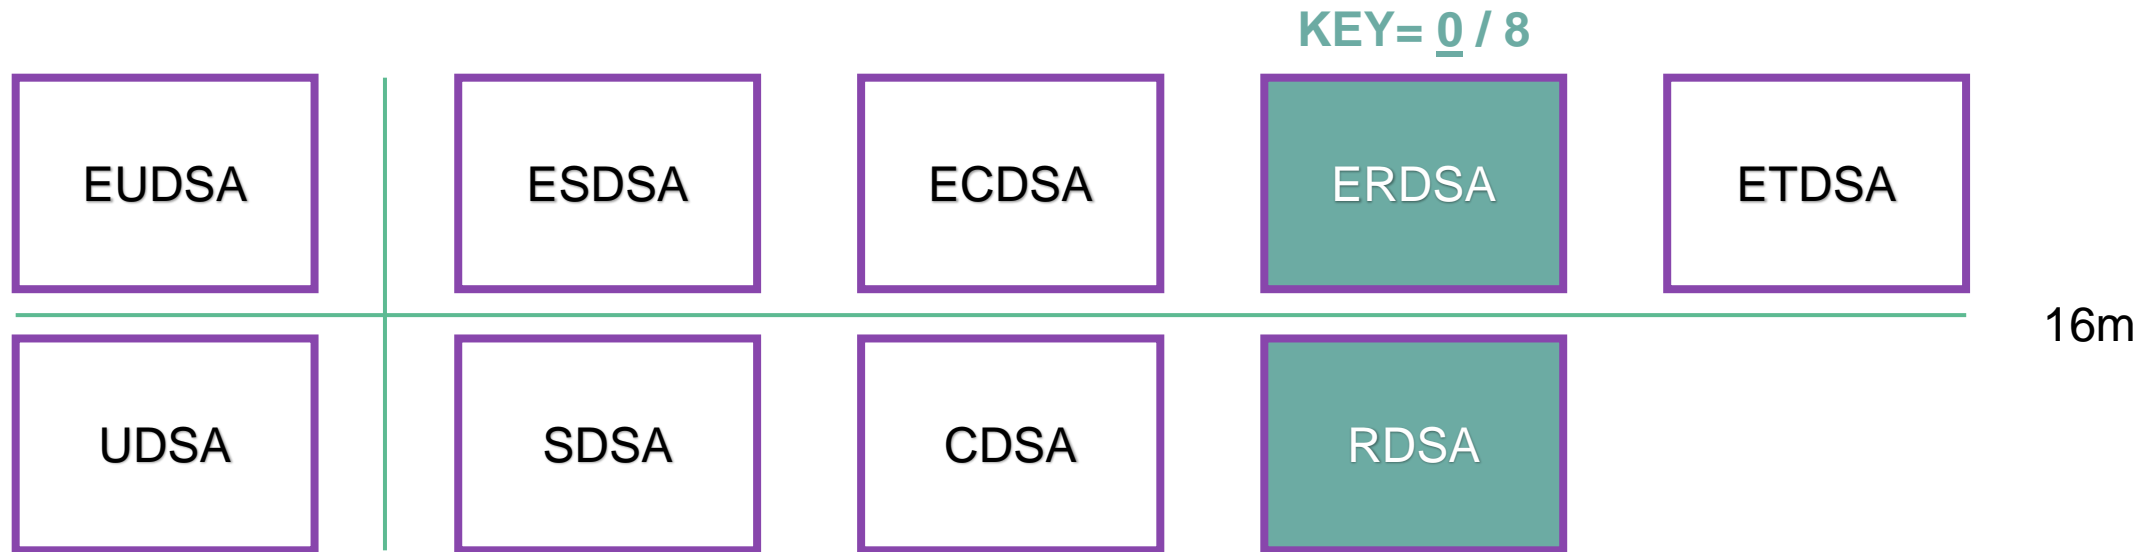 KEY= 0 / 8
EUDSA
ESDSA
ECDSA
ERDSA
ETDSA
16m
UDSA
SDSA
CDSA
RDSA